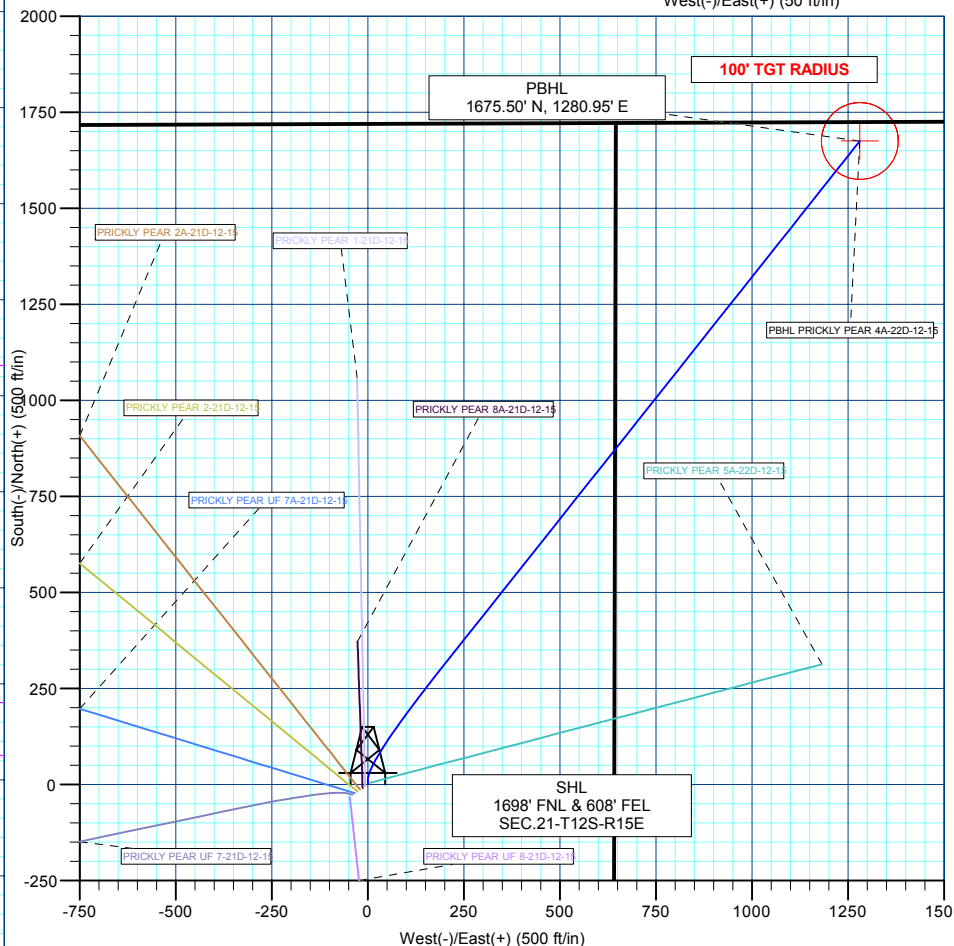 West(-)/East(+) (50 ft/in)
2000
100' TGT RADIUS
PBHL
1675.50' N, 1280.95' E
1750
1500
PRICKLY PEAR 2A-21D-12-15
PRICKLY PEAR 1-21D-12-15
1250
PBHL PRICKLY PEAR 4A-22D-12-15
South(-)/North(+) (500 ft/in)
1000
PRICKLY PEAR 2-21D-12-15
PRICKLY PEAR 8A-21D-12-15
PRICKLY PEAR 5A-22D-12-15
750
PRICKLY PEAR UF 7A-21D-12-15
500
250
0
SHL
1698' FNL & 608' FEL
SEC.21-T12S-R15E
PRICKLY PEAR UF 7-21D-12-15
PRICKLY PEAR UF 8-21D-12-15
-250
-750 -500 -250 0 250 500 750 1000 1250 150
West(-)/East(+) (500 ft/in)